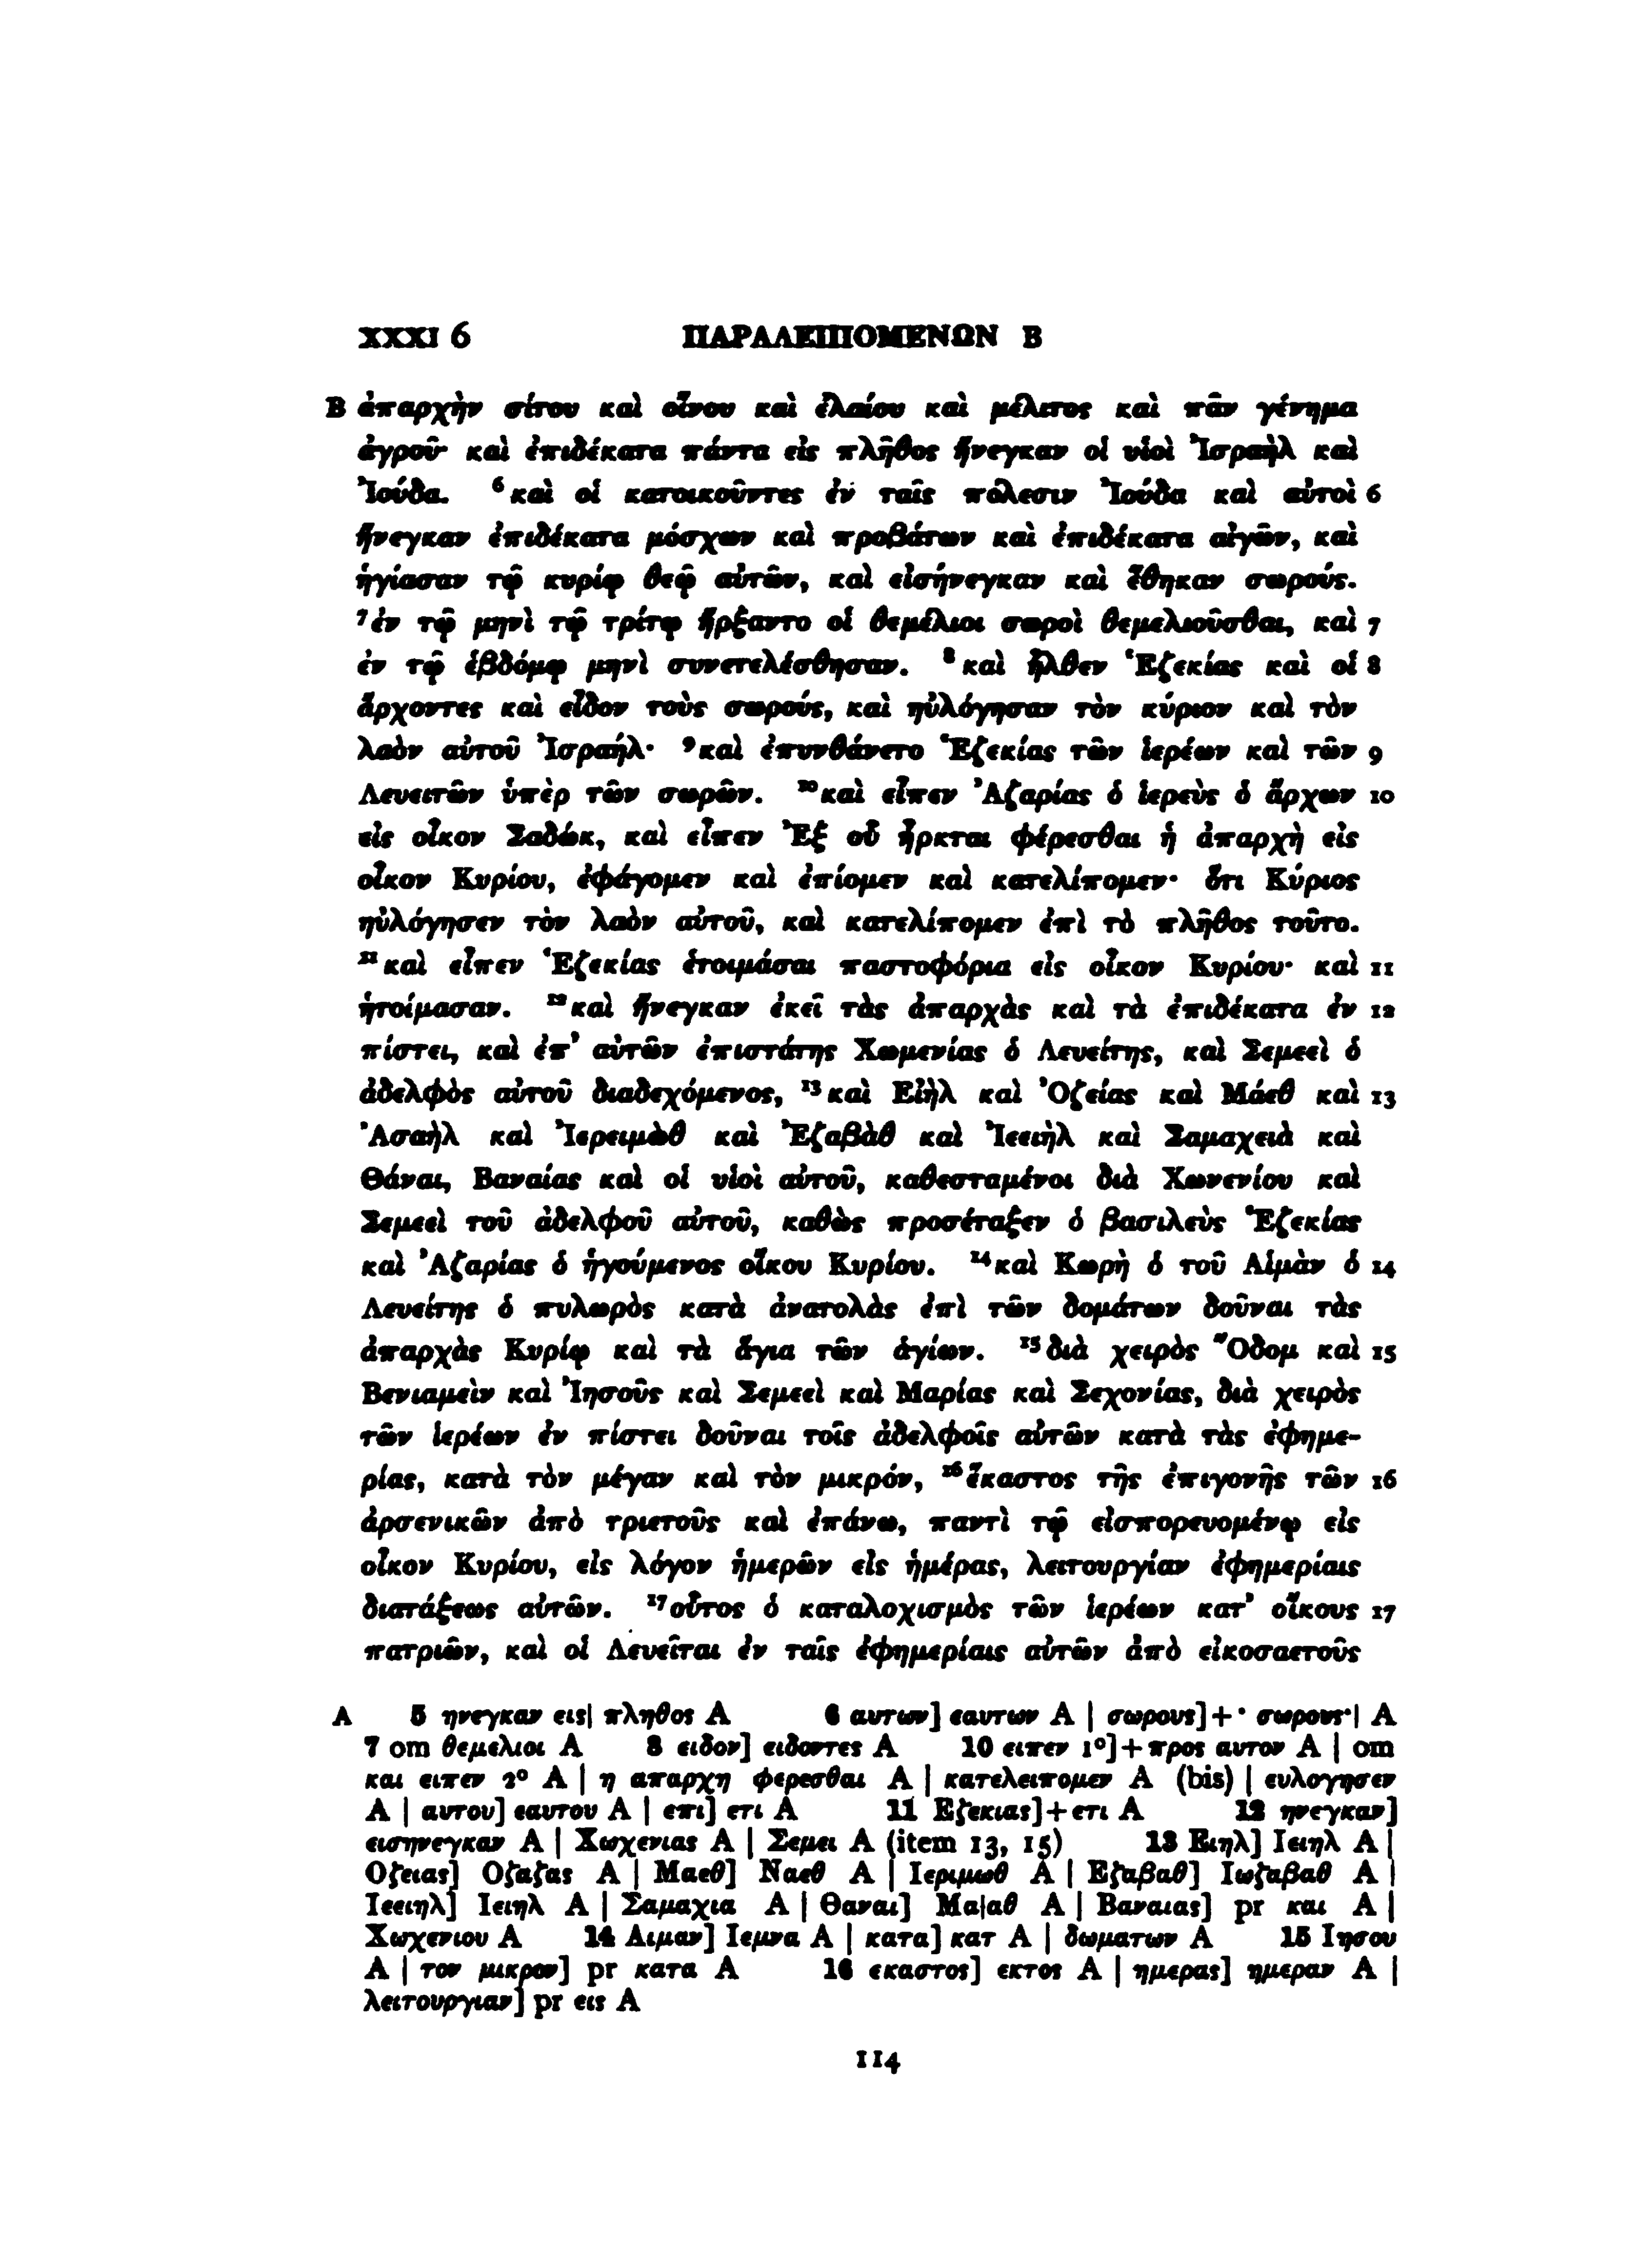 XXXI 6 ΠΑΡΑΛΕΙΠΟΜΕΝΩΝ Β
B ἀπαρχὴν σίτου καὶ οἴνου καὶ ἐλαίου καὶ μέλιτος καὶ πᾶν γένημα
ἀγροῦ· καὶ ἐπιδέκατα πάντα εἰς πλῆθος ἤνεγκαν οἱ υἱοὶ Ἰσραὴλ καὶ
Ἰούδα. ⁶καὶ οἱ κατοικοῦντες ἐν ταῖς πόλεσιν Ἰούδα καὶ αὐτοὶ 6
ἤνεγκαν ἐπιδέκατα μόσχων καὶ προβάτων καὶ ἐπιδέκατα αἰγῶν, καὶ
ἡγίασαν τῷ κυρίῳ θεῷ αὐτῶν, καὶ εἰσήνεγκαν καὶ ἔθηκαν σωρούς.
⁷ἐν τῷ μηνὶ τῷ τρίτῳ ἤρξαντο οἱ θεμέλιοι σωροὶ θεμελιοῦσθαι, καὶ 7
ἐν τῷ ἑβδόμῳ μηνὶ συνετελέσθησαν. ⁸καὶ ἦλθεν Ἑζεκίας καὶ οἱ 8
ἄρχοντες καὶ εἶδον τοὺς σωρούς, καὶ ηὐλόγησαν τὸν κύριον καὶ τὸν
λαὸν αὐτοῦ Ἰσραήλ· ⁹καὶ ἐπυνθάνετο Ἑζεκίας τῶν ἱερέων καὶ τῶν 9
Λευειτῶν ὑπὲρ τῶν σωρῶν. ¹⁰καὶ εἶπεν Ἀζαρίας ὁ ἱερεὺς ὁ ἄρχων 10
εἰς οἶκον Σαδώκ, καὶ εἶπεν Ἐξ οὗ ἦρκται φέρεσθαι ἡ ἀπαρχὴ εἰς
οἶκον Κυρίου, ἐφάγομεν καὶ ἐπίομεν καὶ κατελίπομεν· ὅτι Κύριος
ηὐλόγησεν τὸν λαὸν αὐτοῦ, καὶ κατελίπομεν ἐπὶ τὸ πλῆθος τοῦτο.
¹¹καὶ εἶπεν Ἑζεκίας ἑτοιμάσαι παστοφόρια εἰς οἶκον Κυρίου· καὶ 11
ἡτοίμασαν. ¹²καὶ ἤνεγκαν ἐκεῖ τὰς ἀπαρχὰς καὶ τὰ ἐπιδέκατα ἐν 12
πίστει, καὶ ἐπ’ αὐτῶν ἐπιστάτης Χωμενίας ὁ Λευείτης, καὶ Σεμεεὶ ὁ
ἀδελφὸς αὐτοῦ διαδεχόμενος, ¹³καὶ Εἰὴλ καὶ Ὀζείας καὶ Μάεθ καὶ 13
Ἀσαὴλ καὶ Ἰερειμὼθ καὶ Ἐζαβὰθ καὶ Ἰεειὴλ καὶ Σαμαχειὰ καὶ
Θάναι, Βαναίας καὶ οἱ υἱοὶ αὐτοῦ, καθεσταμένοι διὰ Χωνενίου καὶ
Σεμεεὶ τοῦ ἀδελφοῦ αὐτοῦ, καθὼς προσέταξεν ὁ βασιλεὺς Ἑζεκίας
καὶ Ἀζαρίας ὁ ἡγούμενος οἴκου Κυρίου. ¹⁴καὶ Κωρὴ ὁ τοῦ Αἱμὰν ὁ 14
Λευείτης ὁ πυλωρὸς κατὰ ἀνατολὰς ἐπὶ τῶν δομάτων δοῦναι τὰς
ἀπαρχὰς Κυρίῳ καὶ τὰ ἅγια τῶν ἁγίων. ¹⁵διὰ χειρὸς Ὄδομ καὶ 15
Βενιαμεὶν καὶ Ἰησοῦς καὶ Σεμεεὶ καὶ Μαρίας καὶ Σεχονίας, διὰ χειρὸς
τῶν ἱερέων ἐν πίστει δοῦναι τοῖς ἀδελφοῖς αὐτῶν κατὰ τὰς ἐφημε-
ρίας, κατὰ τὸν μέγαν καὶ τὸν μικρόν, ¹⁶ἕκαστος τῆς ἐπιγονῆς τῶν 16
ἀρσενικῶν ἀπὸ τριετοῦς καὶ ἐπάνω, παντὶ τῷ εἰσπορευομένῳ εἰς
οἶκον Κυρίου, εἰς λόγον ἡμερῶν εἰς ἡμέρας, λειτουργίαν ἐφημερίαις
διατάξεως αὐτῶν. ¹⁷οὗτος ὁ καταλοχισμὸς τῶν ἱερέων κατ’ οἴκους 17
πατριῶν, καὶ οἱ Λευεῖται ἐν ταῖς ἐφημερίαις αὐτῶν ἀπὸ εἰκοσαετοῦς
A 5 ηνεγκαν εις| πληθος A 6 αυτων] εαυτων A | σωρους]+· σωρους·| A
7 om θεμελιοι A 8 ειδον] ειδοντες A 10 ειπεν 1°]+προς αυτον A | om
και ειπεν 2° A | η απαρχη φερεσθαι A | κατελειπομεν A (bis) | ευλογησεν
A | αυτου] εαυτου A | επι] ετι A 11 Εζεκιας]+ετι A 12 ηνεγκαν]
εισηνεγκαν A | Χωχενιας A | Σεμει A (item 13, 15) 13 Ειηλ] Ιειηλ A |
Οζειας] Οζαζας A | Μαεθ] Ναεθ A | Ιεριμωθ A | Εζαβαθ] Ιωζαβαθ A |
Ιεειηλ] Ιειηλ A | Σαμαχια A | Θαναι] Μα|αθ A | Βαναιας] pr και A |
Χωχενιου A 14 Αιμαν] Ιεμνα A | κατα] κατ A | δωματων A 15 Ιησου
A | τον μικρον] pr κατα A 16 εκαστος] εκτος A | ημερας] ημεραν A |
λειτουργιαν] pr εις A
114